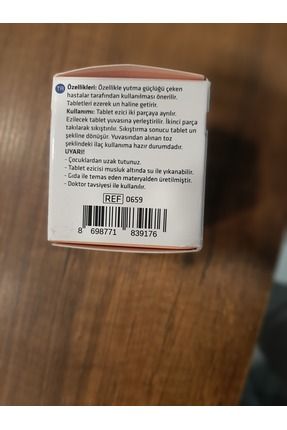 TR Özellikleri: Özellikle yutma güçlüğü çeken
hastalar tarafından kullanılması önerilir.
Tabletleri ezerek un haline getirir.
Kullanımı: Tablet ezici iki parçaya ayrılır.
Ezilecek tablet yuvasına yerleştirilir. İkinci parça
takılarak sıkıştırılır. Sıkıştırma sonucu tablet un
şekline dönüşür. Yuvasından alınan toz
şeklindeki ilaç kullanıma hazır durumdadır.
UYARI!
- Çocuklardan uzak tutunuz.
- Tablet ezicisi musluk altında su ile yıkanabilir.
- Gıda ile temas eden materyalden üretilmiştir.
- Doktor tavsiyesi ile kullanılır.
REF 0659
8 698771 839176